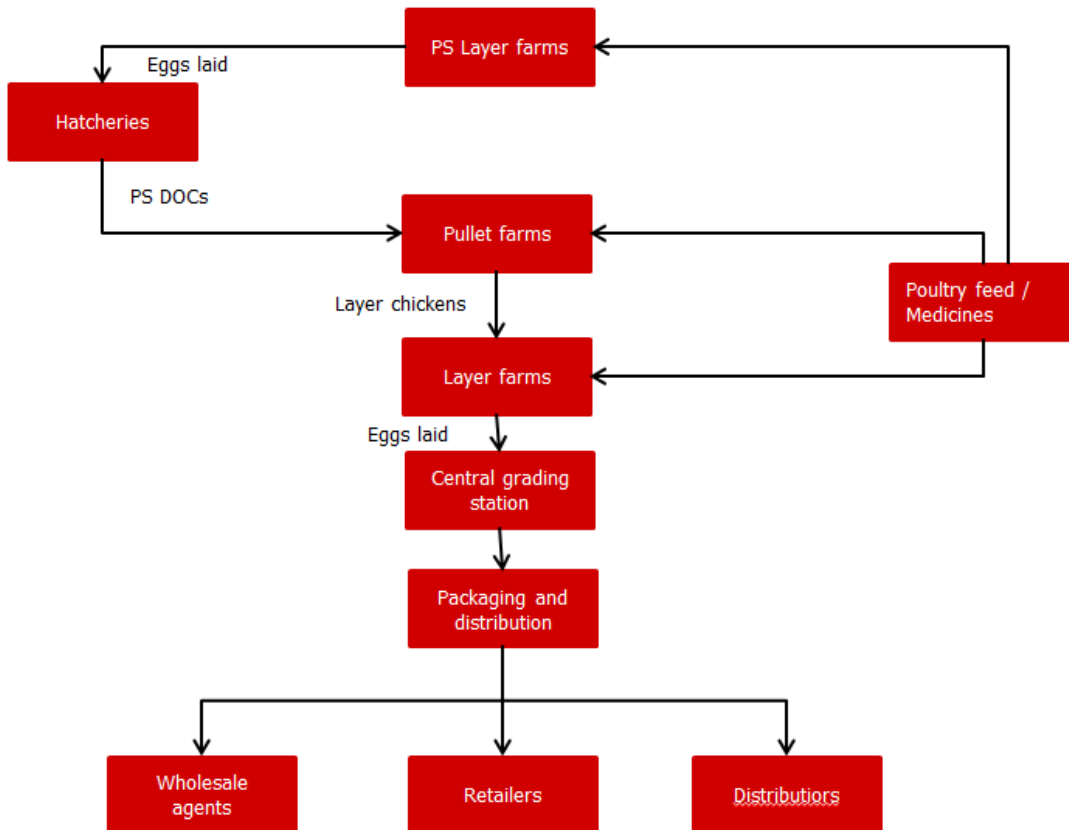 PS Layer farms
Eggs laid
Hatcheries
PS DOCs
Pullet farms
Poultry feed /
Medicines
Layer chickens
Layer farms
Eggs laid
Central grading
station
Packaging and
distribution
Wholesale
agents
Retailers
Distributiors